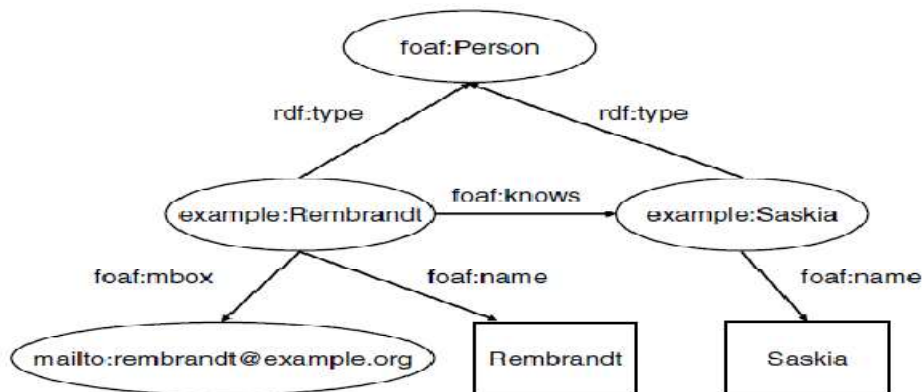 foaf:Person
rdf:type
rdf:type
foaf:knows
example:Rembrandt
example:Saskia
foaf:mbox
foaf:name
foaf:name
mailto:rembrandt@example.org
Rembrandt
Saskia